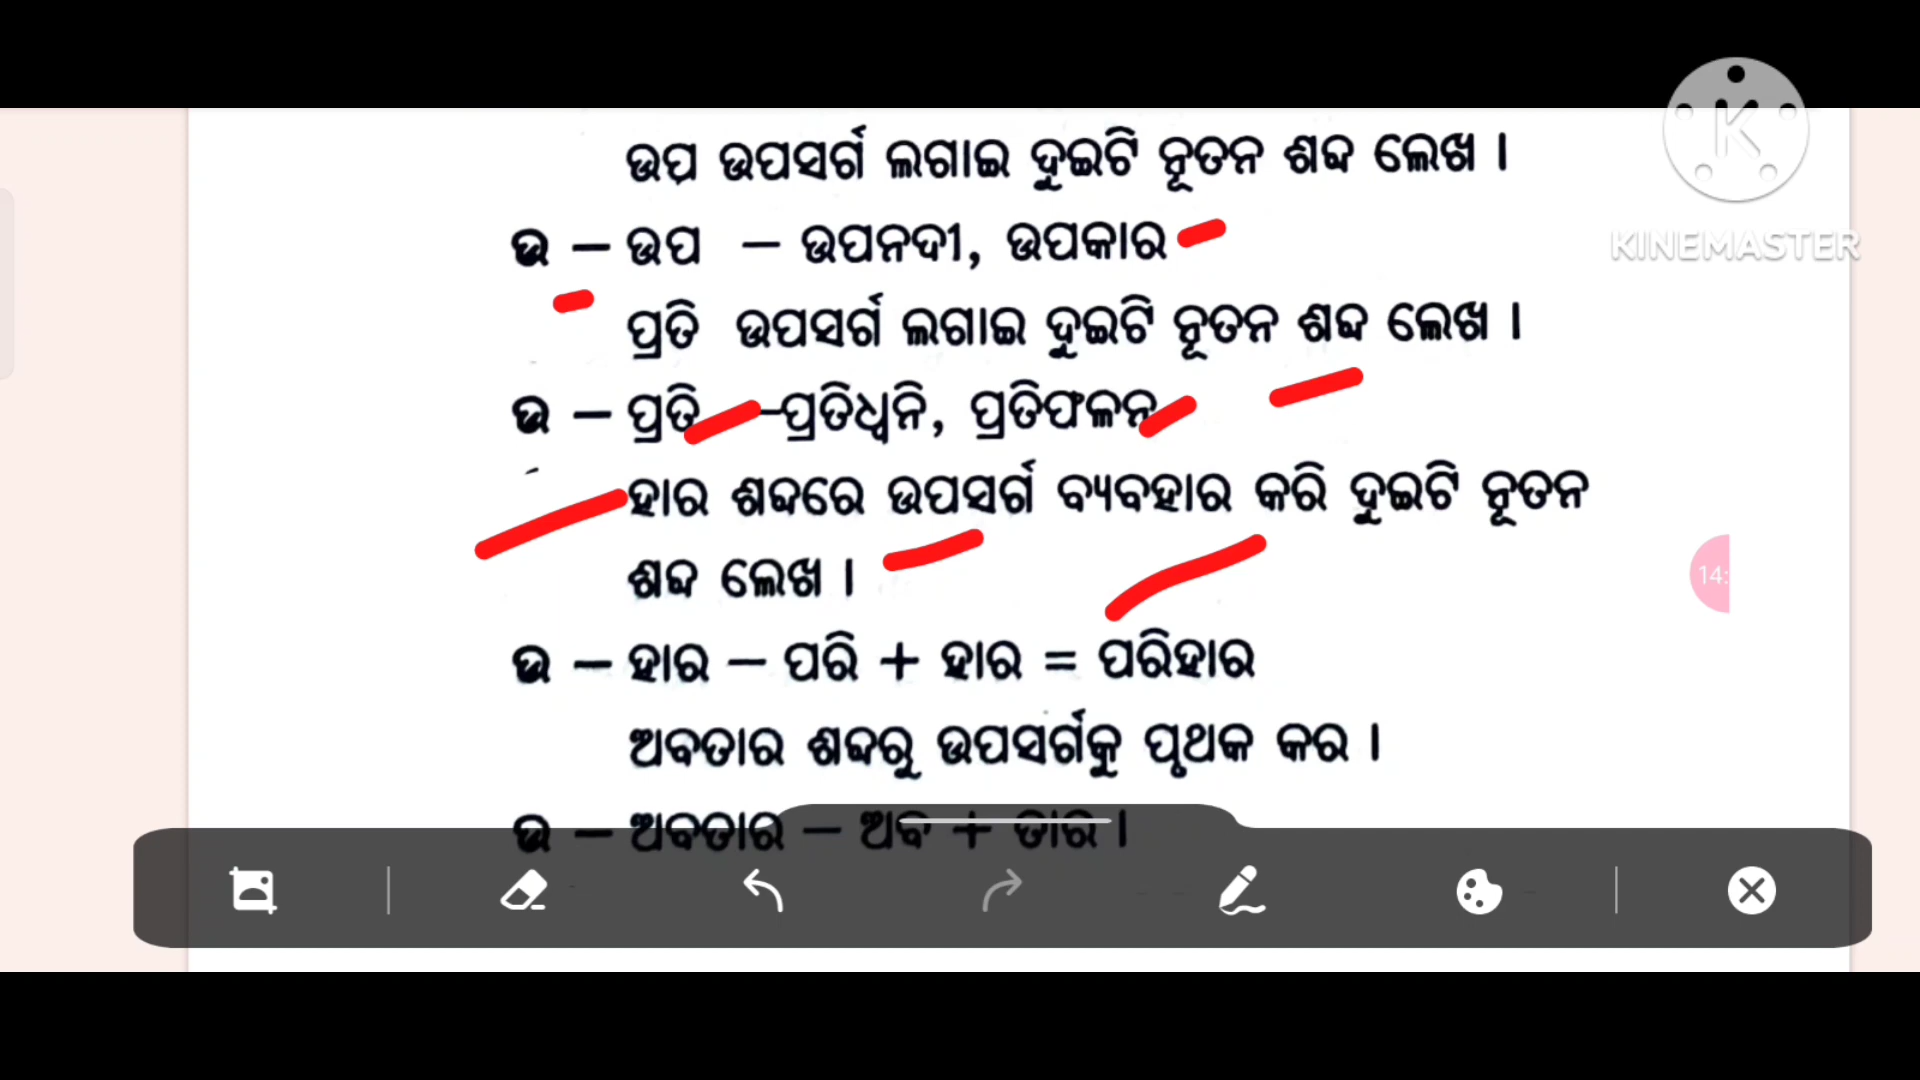 ଉପ ଉପସର୍ଗ ଲଗାଇ ଦୁଇଟି ନୂତନ ଶବ୍ଦ ଲେଖ ।
ଉ – ଉପ – ଉପନଦୀ, ଉପକାର
ପ୍ରତି ଉପସର୍ଗ ଲଗାଇ ଦୁଇଟି ନୂତନ ଶବ୍ଦ ଲେଖ ।
ଉ – ପ୍ରତି –ପ୍ରତିଧ୍ୱନି, ପ୍ରତିଫଳନ
ହାର ଶବ୍ଦରେ ଉପସର୍ଗ ବ୍ୟବହାର କରି ଦୁଇଟି ନୂତନ
ଶବ୍ଦ ଲେଖ ।
ଉ – ହାର – ପରି + ହାର = ପରିହାର
ଅବତାର ଶବ୍ଦରୁ ଉପସର୍ଗକୁ ପୃଥକ କର ।
ଉ – ଅବତାର – ଅବ + ତାର ।
KINEMASTER
14: